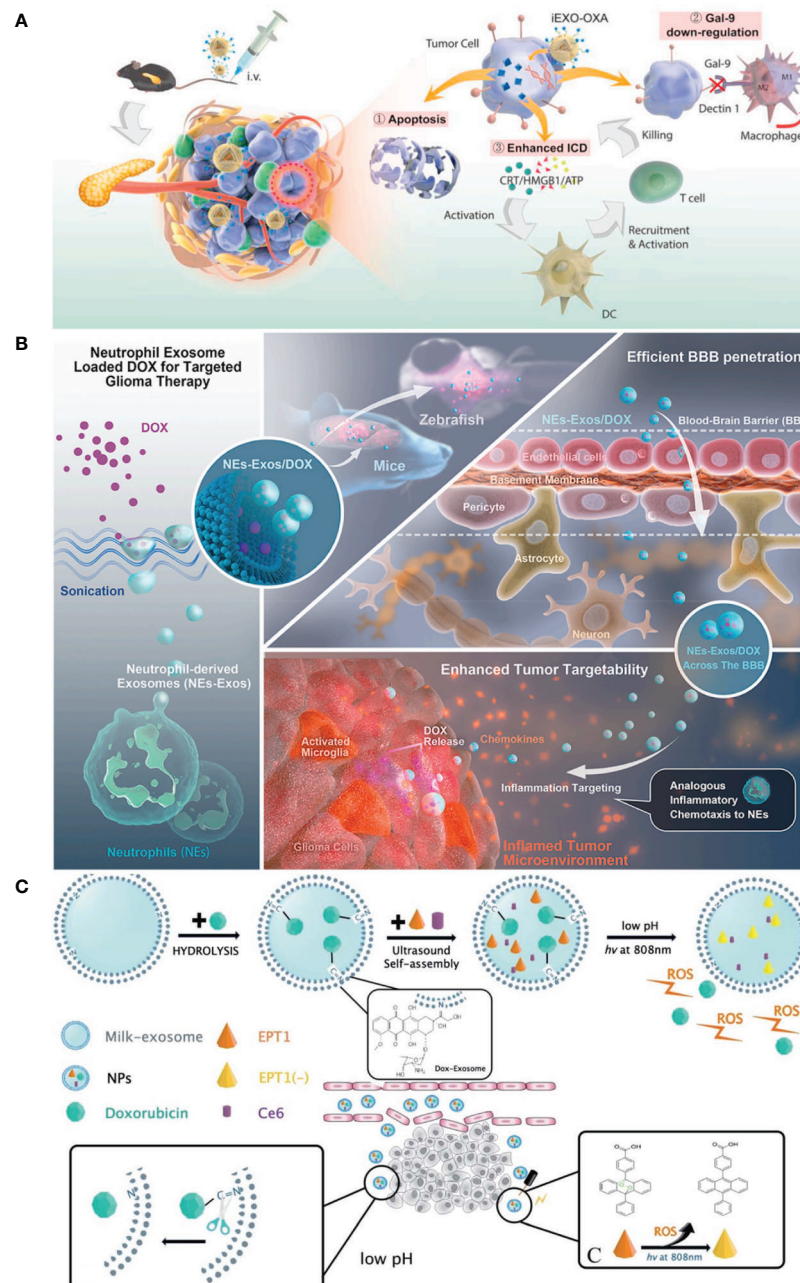 A
i.v.
Tumor Cell
iEXO-OXA
② Gal-9
down-regulation
Gal-9
M1
M2
Dectin 1
Macrophage
① Apoptosis
③ Enhanced ICD
CRT/HMGB1/ATP
Killing
T cell
Activation
Recruitment
& Activation
DC
B
Neutrophil Exosome
Loaded DOX for Targeted
Glioma Therapy
DOX
Sonication
Neutrophil-derived
Exosomes (NEs-Exos)
Neutrophils (NEs)
NEs-Exos/DOX
Zebrafish
Mice
Efficient BBB penetration
NEs-Exos/DOX
Blood-Brain Barrier (BB
Endothelial cells
Basement Membrane
Pericyte
Astrocyte
Neuron
NEs-Exos/DOX
Across The BBB
Enhanced Tumor Targetability
Activated
Microglia
DOX
Release
Chemokines
Inflammation Targeting
Analogous
Inflammatory
Chemotaxis to NEs
Glioma Cells
Inflamed Tumor
Microenvironment
C
+
HYDROLYSIS
+
Ultrasound
Self-assembly
low pH
hv at 808nm
ROS
ROS
ROS
Milk-exosome
EPT1
NPs
EPT1(-)
Doxorubicin
Ce6
Dox-Exosome
N
C=N
low pH
OH
OH
C
ROS
hv at 808nm